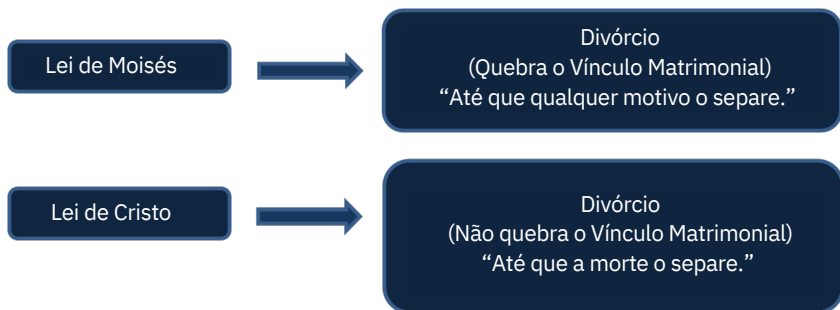 Lei de Moisés
Divórcio
(Quebra o Vínculo Matrimonial)
“Até que qualquer motivo o separe.”
Lei de Cristo
Divórcio
(Não quebra o Vínculo Matrimonial)
“Até que a morte o separe.”